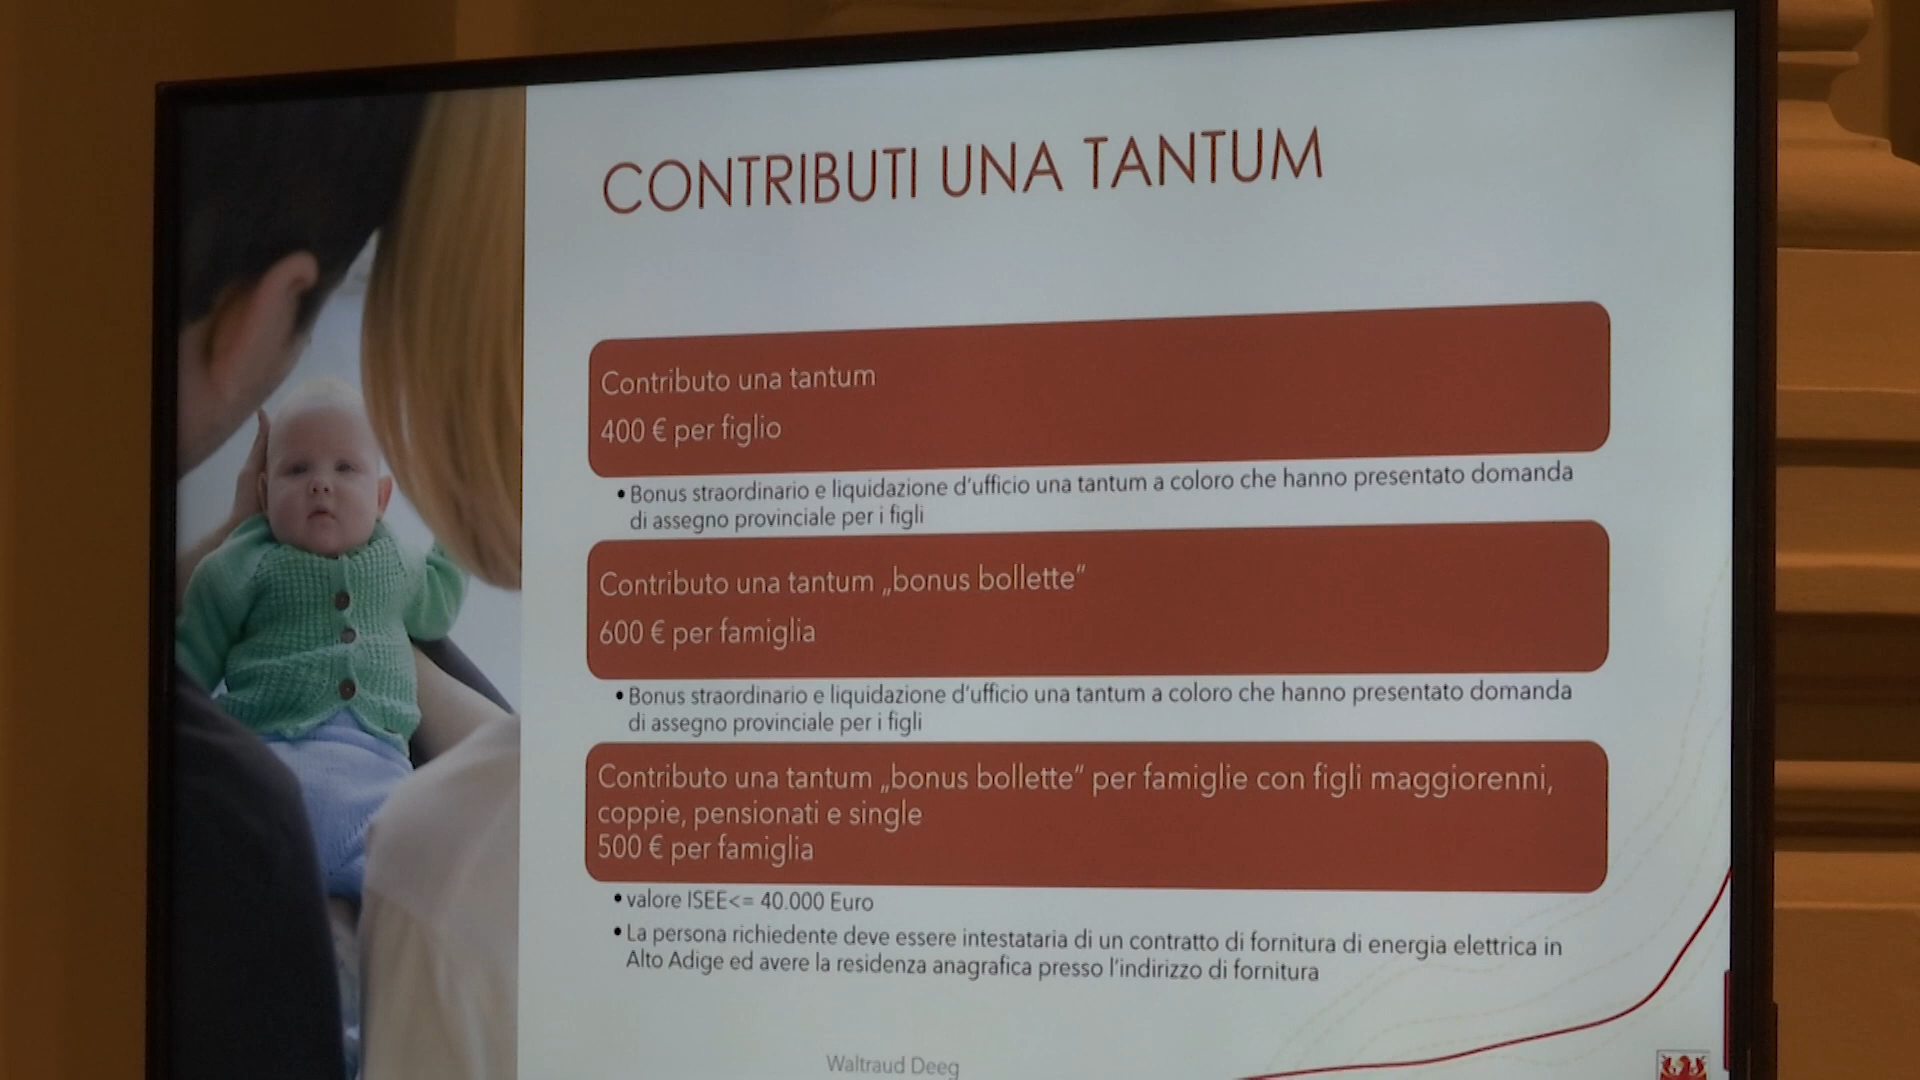 CONTRIBUTI UNA TANTUM
Contributo una tantum
400 € per figlio
• Bonus straordinario e liquidazione d'ufficio una tantum a coloro che hanno presentato domanda
di assegno provinciale per i figli
Contributo una tantum „bonus bollette“
600 € per famiglia
• Bonus straordinario e liquidazione d'ufficio una tantum a coloro che hanno presentato domanda
di assegno provinciale per i figli
Contributo una tantum „bonus bollette“ per famiglie con figli maggiorenni,
coppie, pensionati e single
500 € per famiglia
• valore ISEE<= 40.000 Euro
• La persona richiedente deve essere intestataria di un contratto di fornitura di energia elettrica in
Alto Adige ed avere la residenza anagrafica presso l'indirizzo di fornitura
Waltraud Deeg